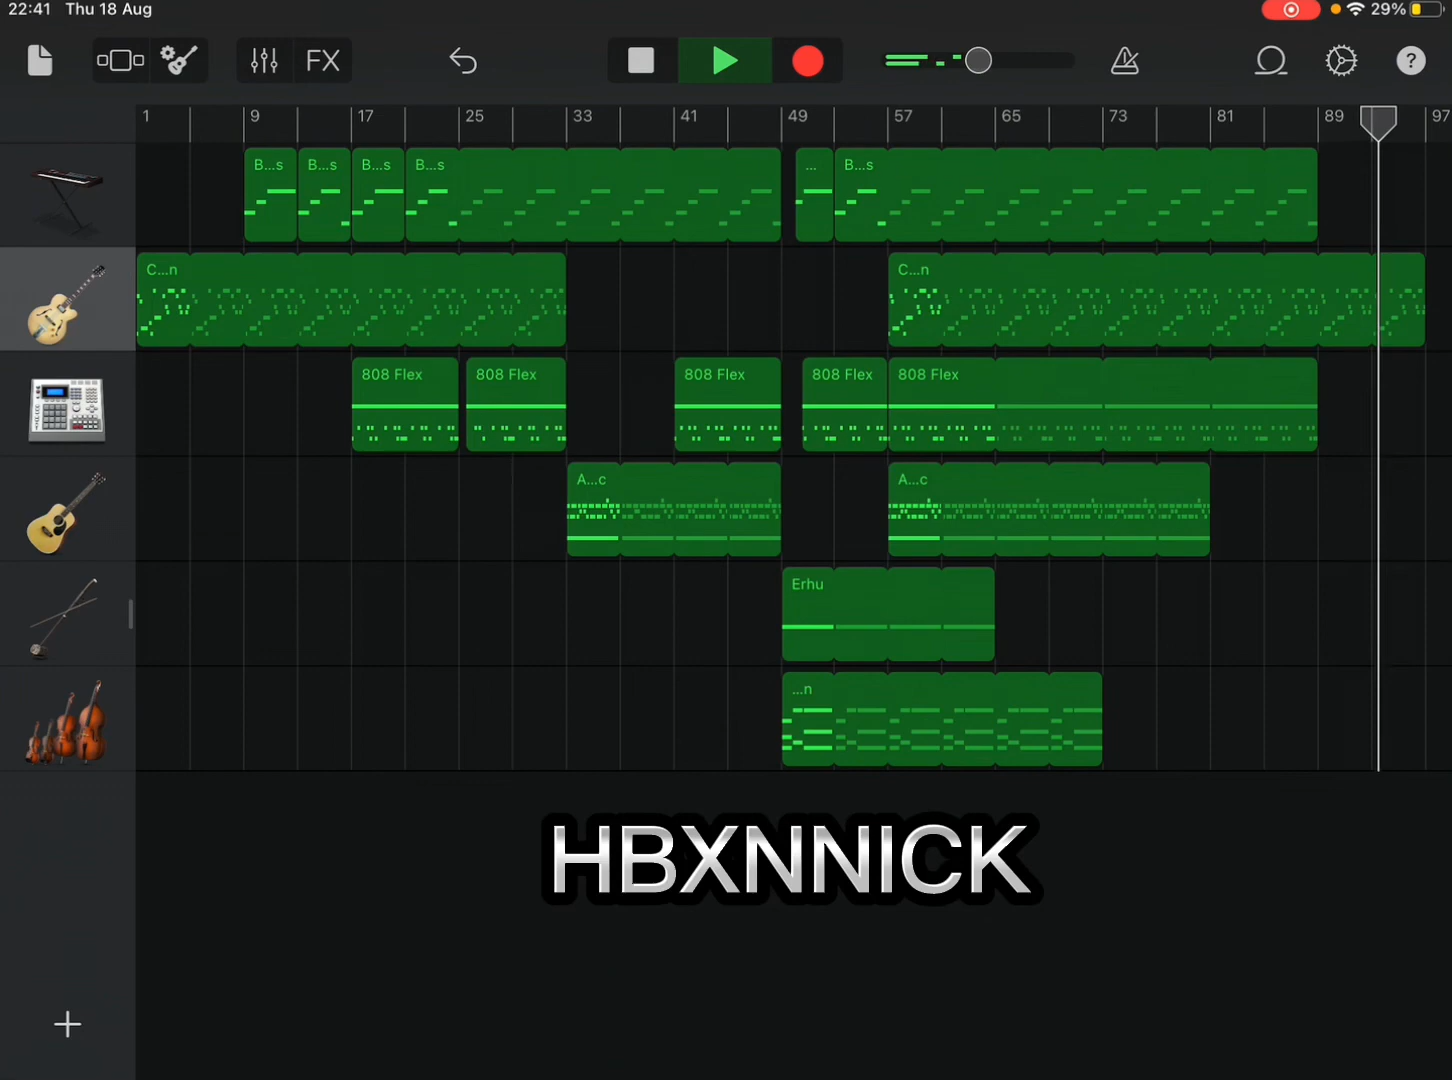 22:41 Thu 18 Aug 29%
FX ?
1 9 17 25 33 41 49 57 65 73 81 89 97
B...s B...s B...s B...s ... B...s
C...n C...n
808 Flex 808 Flex 808 Flex 808 Flex 808 Flex
A...c A...c
Erhu
...n
HBXNNICK